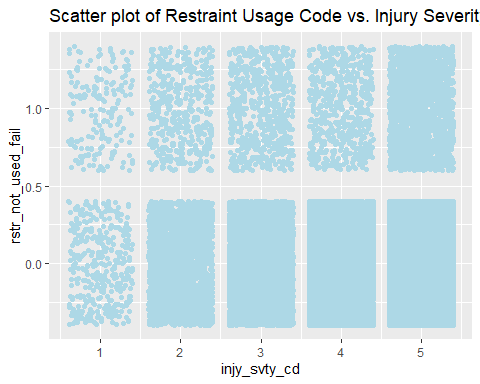 Scatter plot of Restraint Usage Code vs. Injury Severit
1.0
0.5
0.0
restr_not_used_fail
1 2 3 4 5
injy_svty_cd